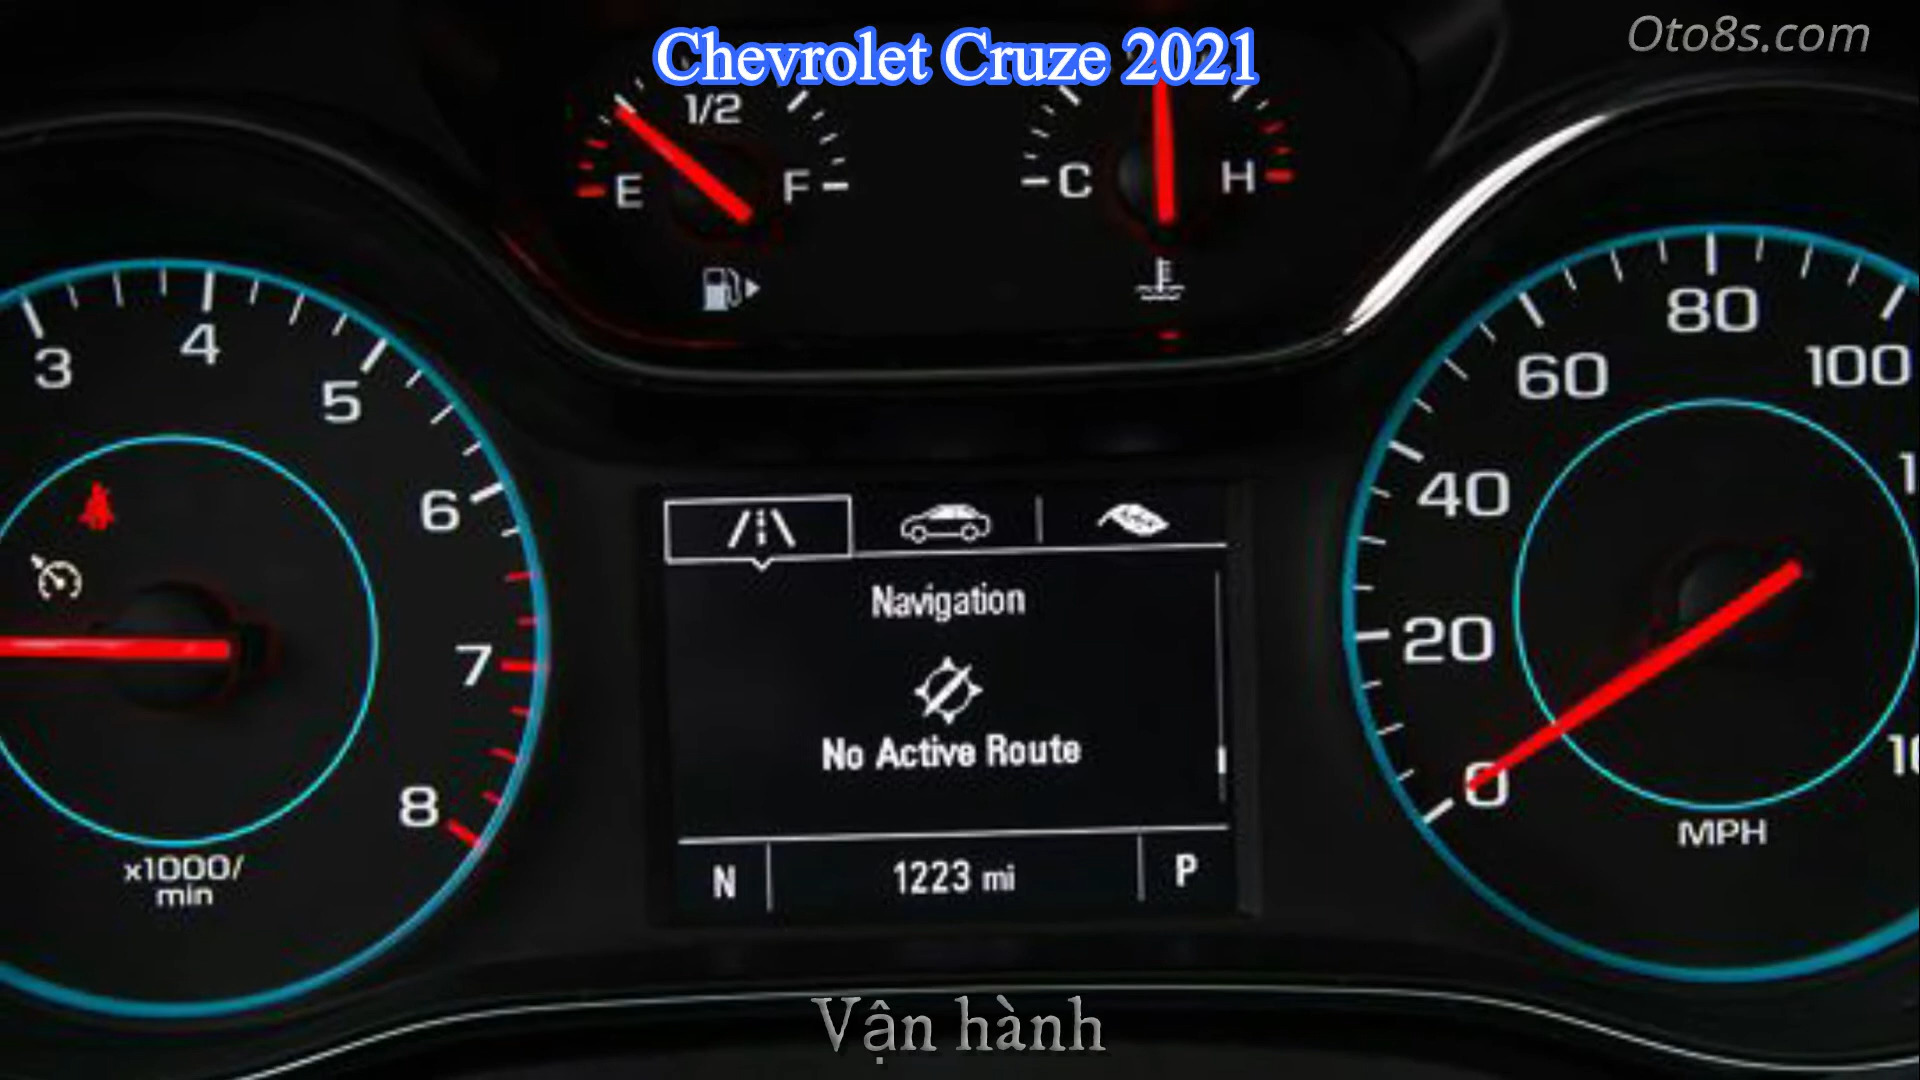 Oto8s.com
Chevrolet Cruze 2021
1/2
E
F
C
H
3
4
5
6
7
8
x1000/
min
Navigation
No Active Route
N
1223 mi
P
0
20
40
60
80
100
MPH
Vận hành